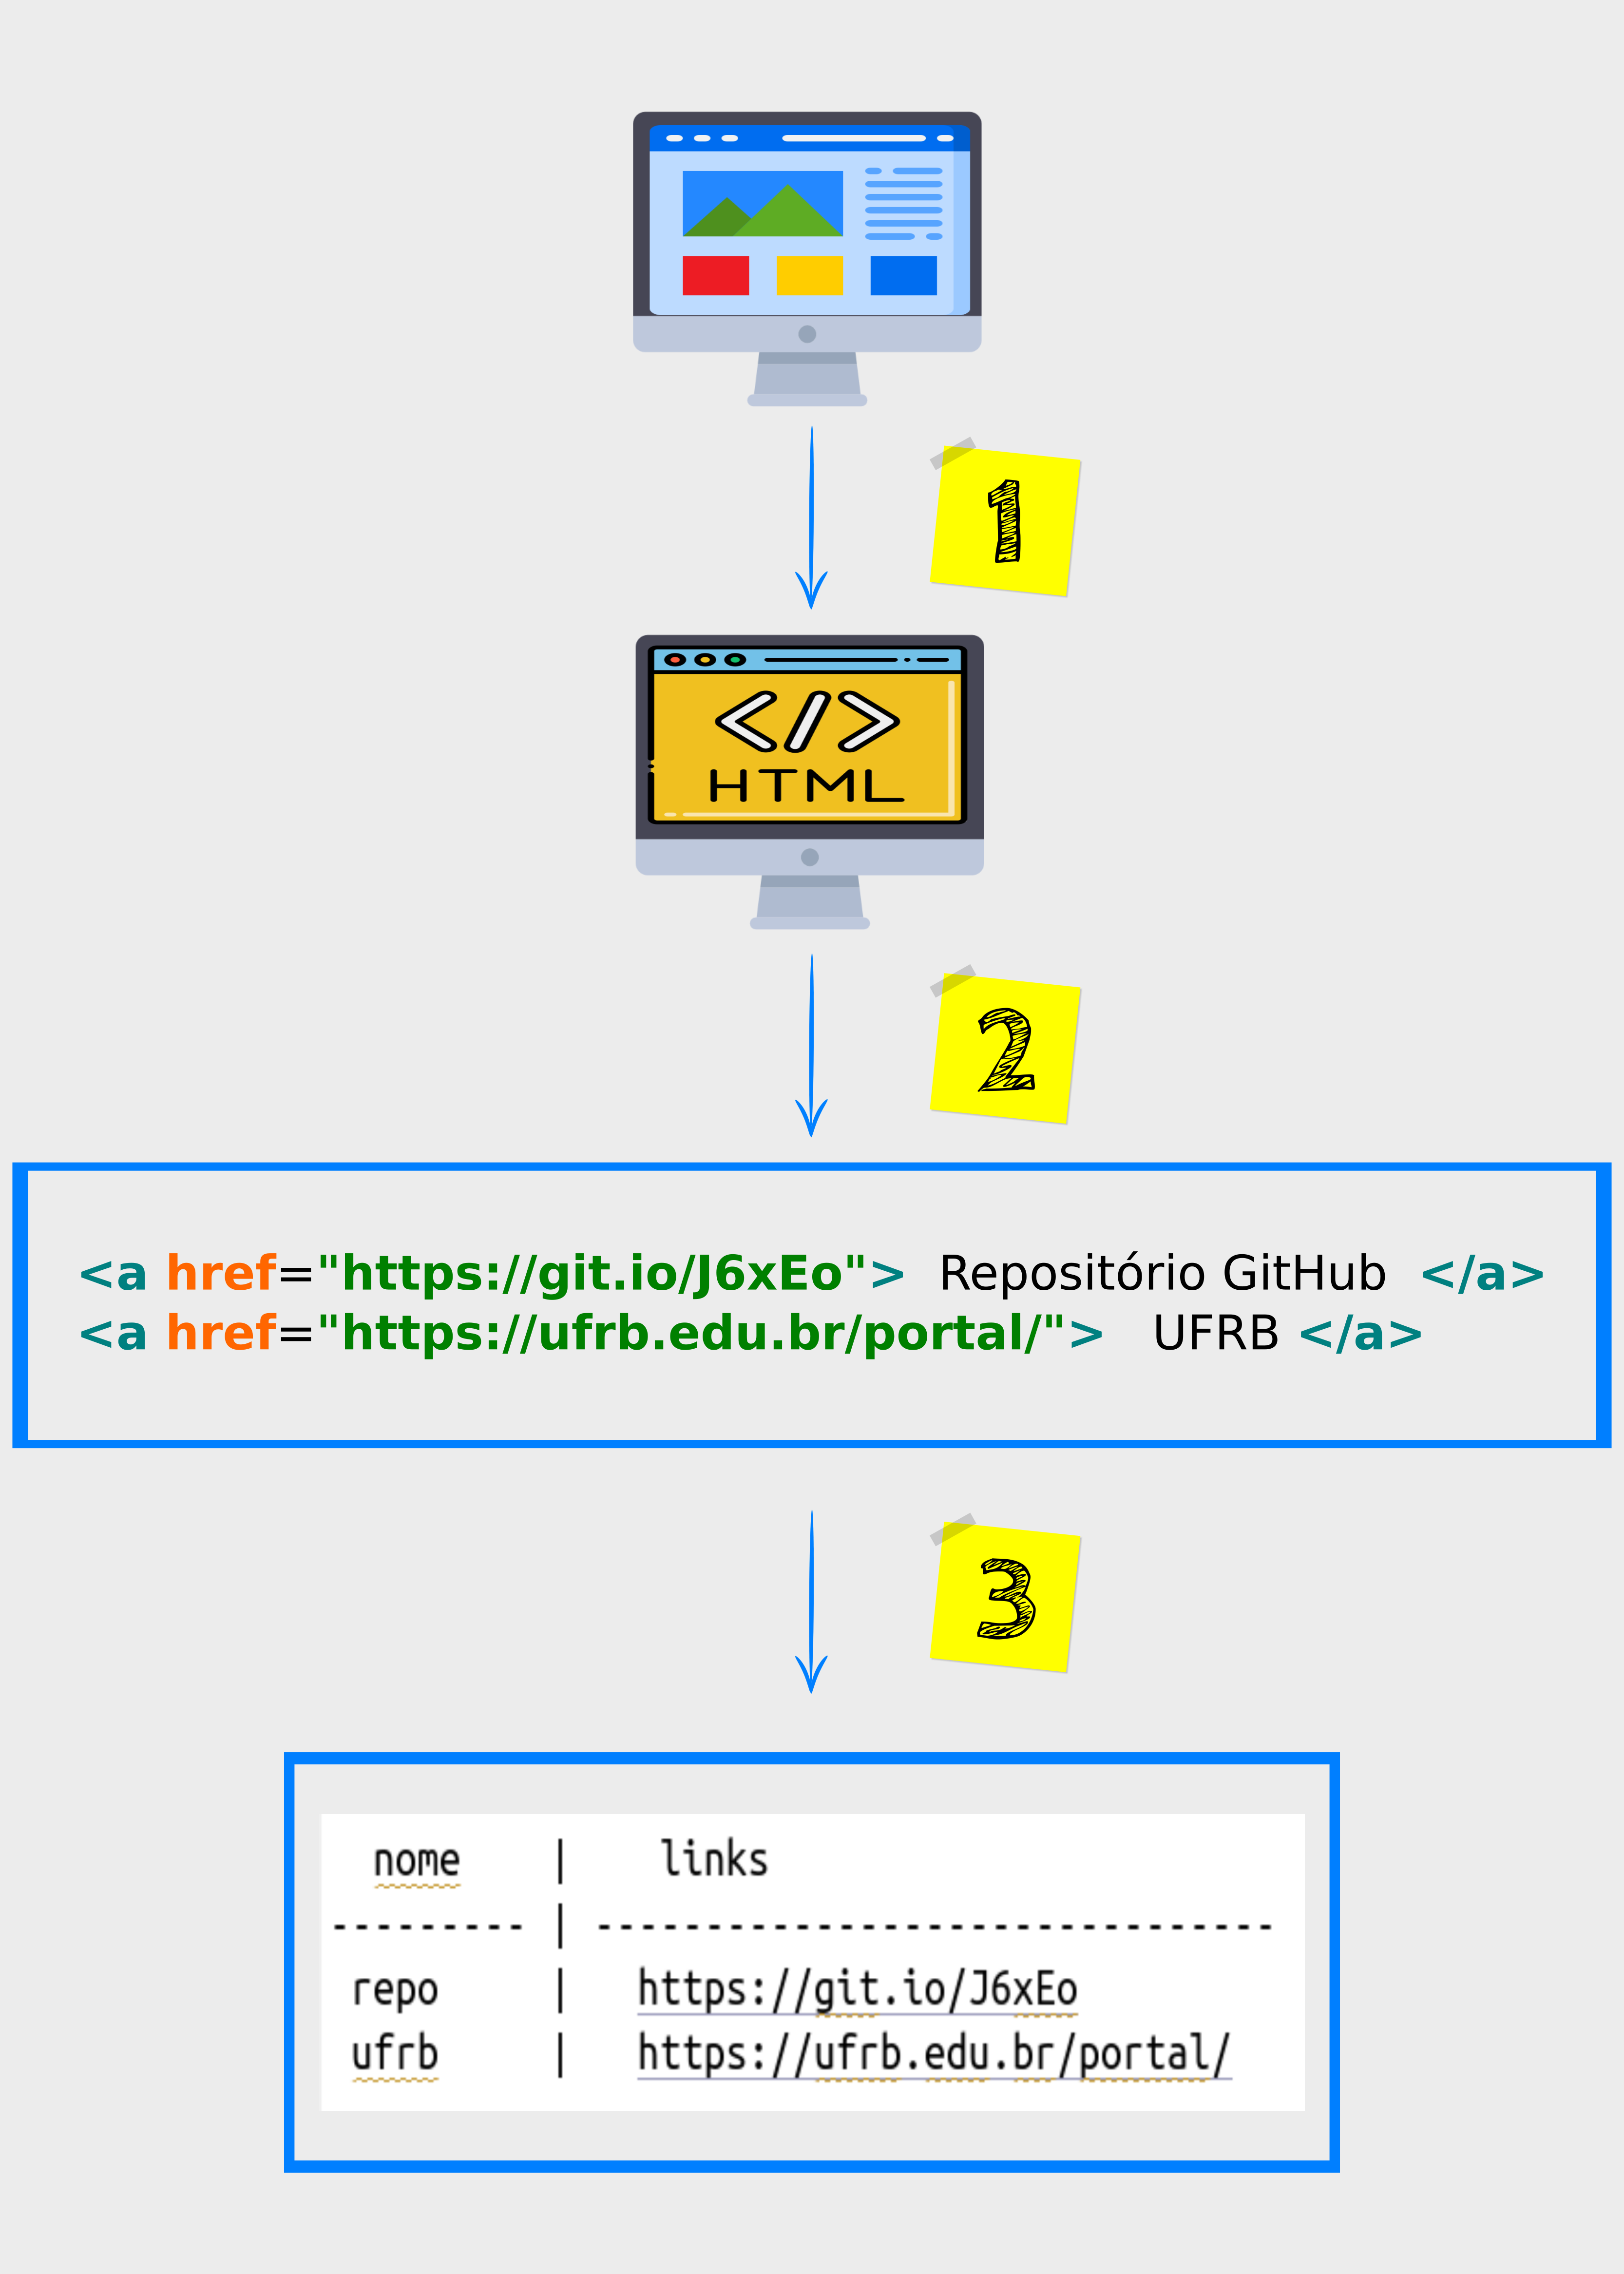 1
</>
HTML
2
<a href="https://git.io/J6xEo"> Repositório GitHub </a>
<a href="https://ufrb.edu.br/portal/"> UFRB </a>
3
nome | links
--------- | -------------------------------
repo | https://git.io/J6xEo
ufrb | https://ufrb.edu.br/portal/